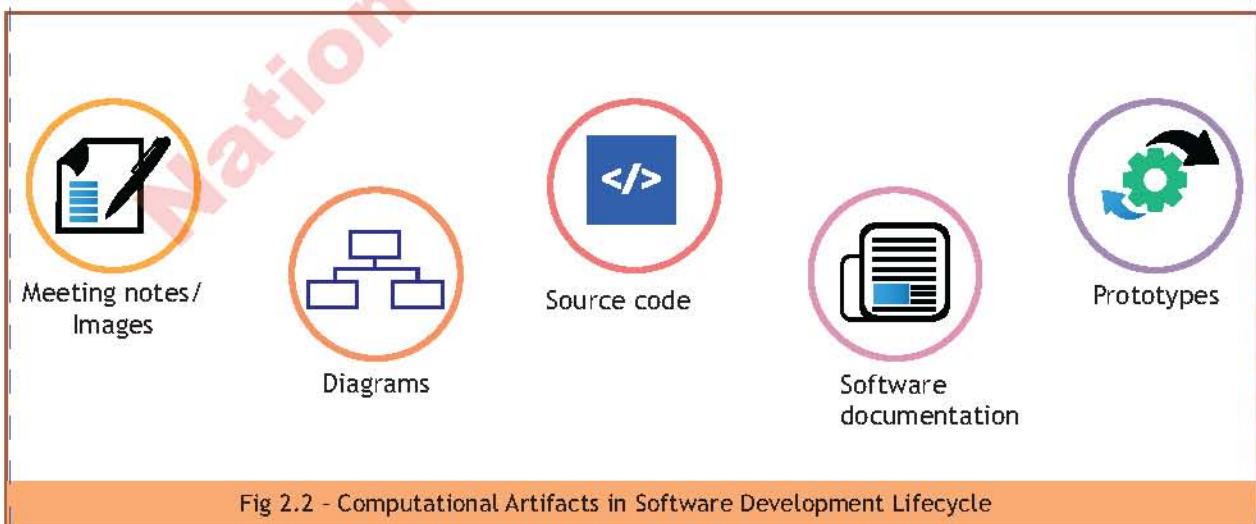 Nation
Meeting notes/
Images
Diagrams
</>
Source code
Software
documentation
Prototypes
Fig 2.2 - Computational Artifacts in Software Development Lifecycle